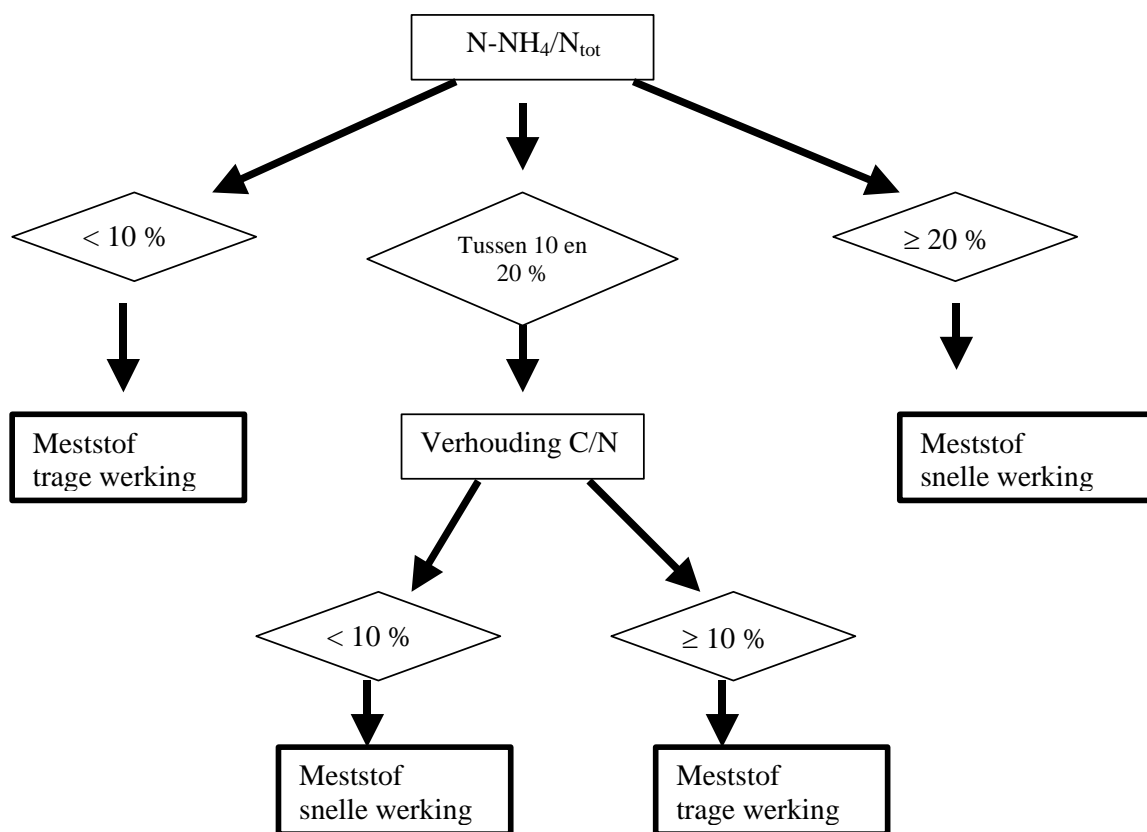 N-NH₄/Nₜₒₜ
< 10 %
Tussen 10 en
20 %
≥ 20 %
Meststof
trage werking
Verhouding C/N
Meststof
snelle werking
< 10 %
≥ 10 %
Meststof
snelle werking
Meststof
trage werking